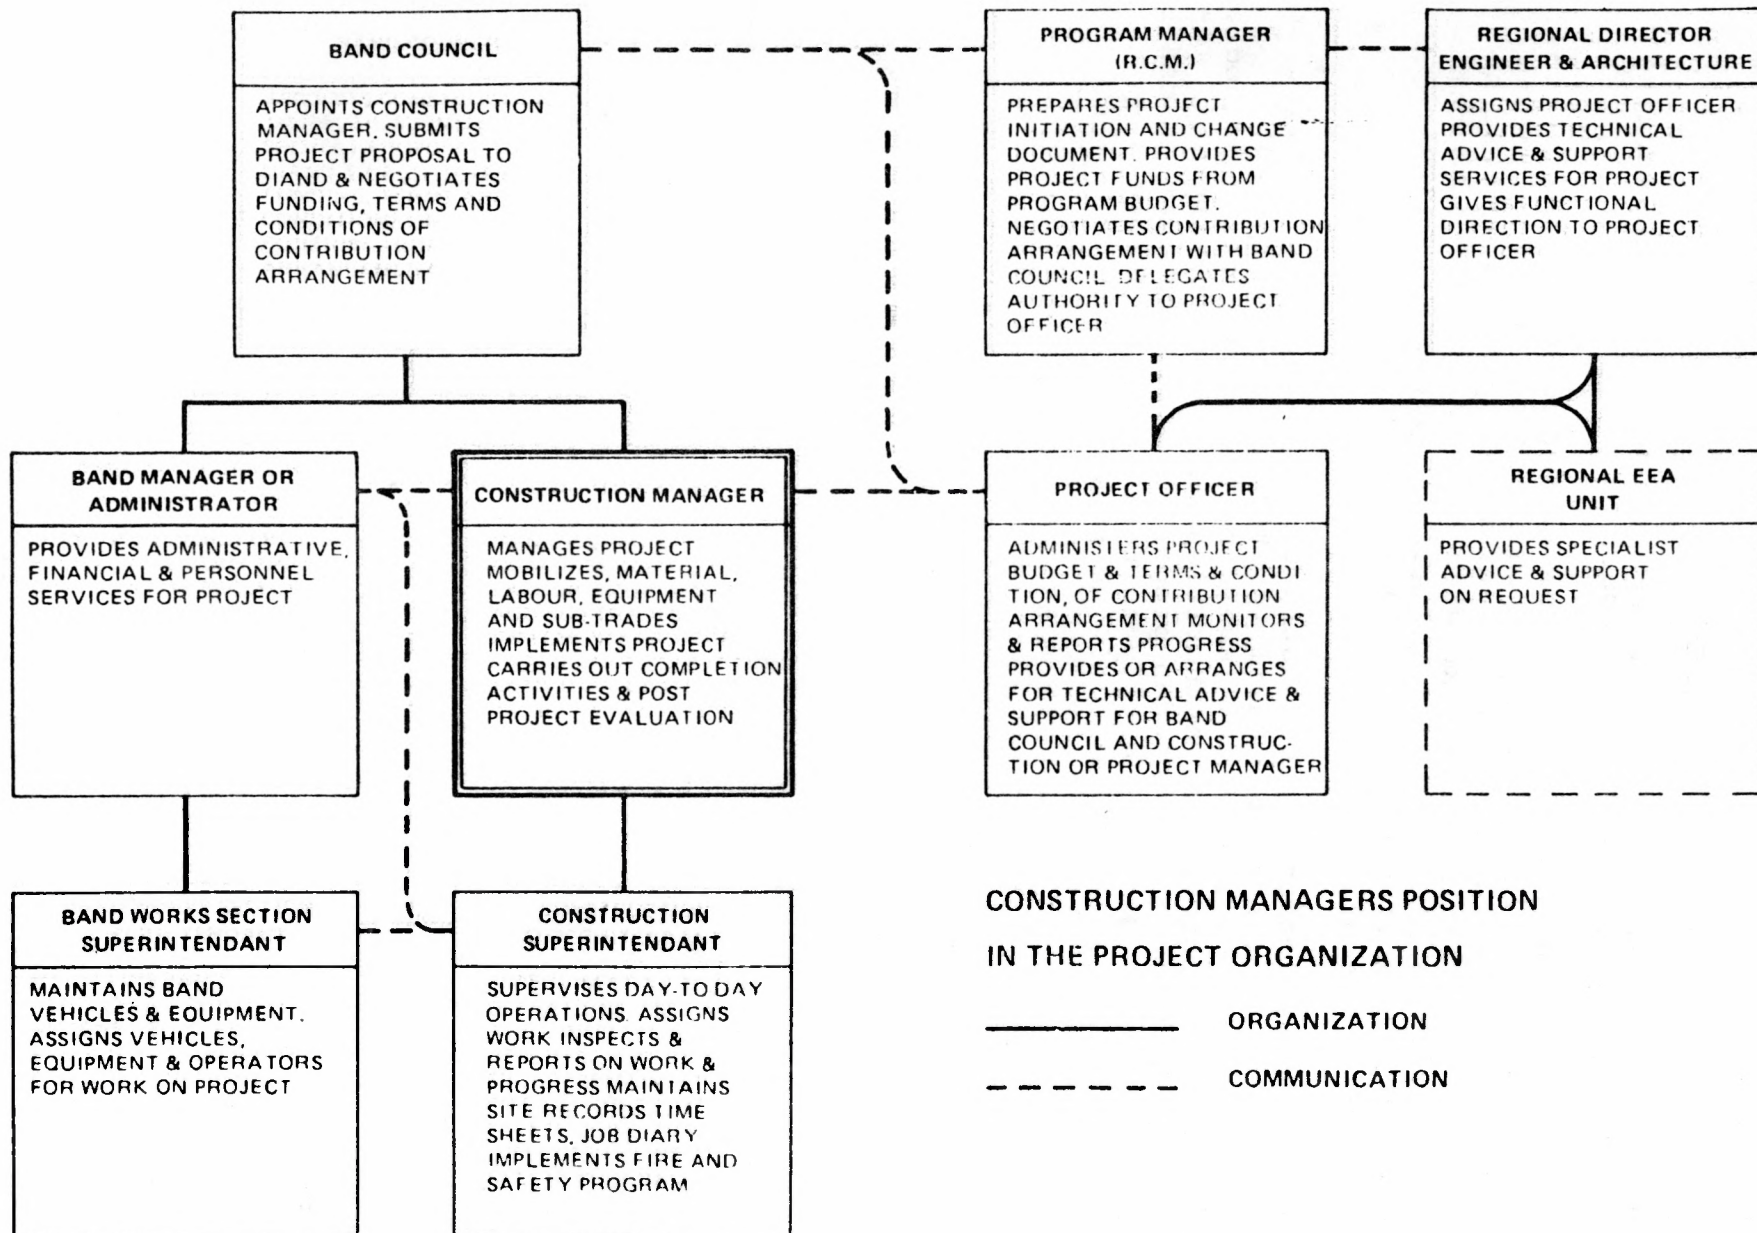 BAND COUNCIL
APPOINTS CONSTRUCTION
MANAGER, SUBMITS
PROJECT PROPOSAL TO
DIAND & NEGOTIATES
FUNDING, TERMS AND
CONDITIONS OF
CONTRIBUTION
ARRANGEMENT
PROGRAM MANAGER
(R.C.M.)
PREPARES PROJECT
INITIATION AND CHANGE
DOCUMENT. PROVIDES
PROJECT FUNDS FROM
PROGRAM BUDGET.
NEGOTIATES CONTRIBUTION
ARRANGEMENT WITH BAND
COUNCIL DELEGATES
AUTHORITY TO PROJECT
OFFICER
REGIONAL DIRECTOR
ENGINEER & ARCHITECTURE
ASSIGNS PROJECT OFFICER
PROVIDES TECHNICAL
ADVICE & SUPPORT
SERVICES FOR PROJECT
GIVES FUNCTIONAL
DIRECTION TO PROJECT
OFFICER
BAND MANAGER OR
ADMINISTRATOR
PROVIDES ADMINISTRATIVE,
FINANCIAL & PERSONNEL
SERVICES FOR PROJECT
CONSTRUCTION MANAGER
MANAGES PROJECT
MOBILIZES, MATERIAL,
LABOUR, EQUIPMENT
AND SUB-TRADES
IMPLEMENTS PROJECT
CARRIES OUT COMPLETION
ACTIVITIES & POST
PROJECT EVALUATION
PROJECT OFFICER
ADMINISTERS PROJECT
BUDGET & TERMS & CONDI
TION, OF CONTRIBUTION
ARRANGEMENT MONITORS
& REPORTS PROGRESS
PROVIDES OR ARRANGES
FOR TECHNICAL ADVICE &
SUPPORT FOR BAND
COUNCIL AND CONSTRUC-
TION OR PROJECT MANAGER
REGIONAL EEA
UNIT
PROVIDES SPECIALIST
ADVICE & SUPPORT
ON REQUEST
BAND WORKS SECTION
SUPERINTENDANT
MAINTAINS BAND
VEHICLES & EQUIPMENT.
ASSIGNS VEHICLES,
EQUIPMENT & OPERATORS
FOR WORK ON PROJECT
CONSTRUCTION
SUPERINTENDANT
SUPERVISES DAY-TO DAY
OPERATIONS. ASSIGNS
WORK INSPECTS &
REPORTS ON WORK &
PROGRESS MAINTAINS
SITE RECORDS TIME
SHEETS, JOB DIARY
IMPLEMENTS FIRE AND
SAFETY PROGRAM
CONSTRUCTION MANAGERS POSITION
IN THE PROJECT ORGANIZATION
ORGANIZATION
COMMUNICATION